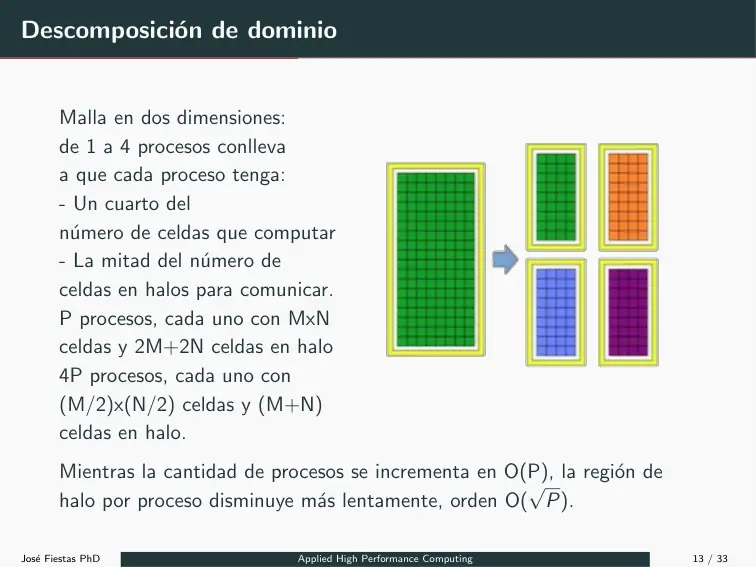 Descomposición de dominio
Malla en dos dimensiones:
de 1 a 4 procesos conlleva
a que cada proceso tenga:
- Un cuarto del
número de celdas que computar
- La mitad del número de
celdas en halos para comunicar.
P procesos, cada uno con MxN
celdas y 2M+2N celdas en halo
4P procesos, cada uno con
(M/2)x(N/2) celdas y (M+N)
celdas en halo.
Mientras la cantidad de procesos se incrementa en O(P), la región de
halo por proceso disminuye más lentamente, orden O(√P).
José Fiestas PhD
Applied High Performance Computing
13 / 33